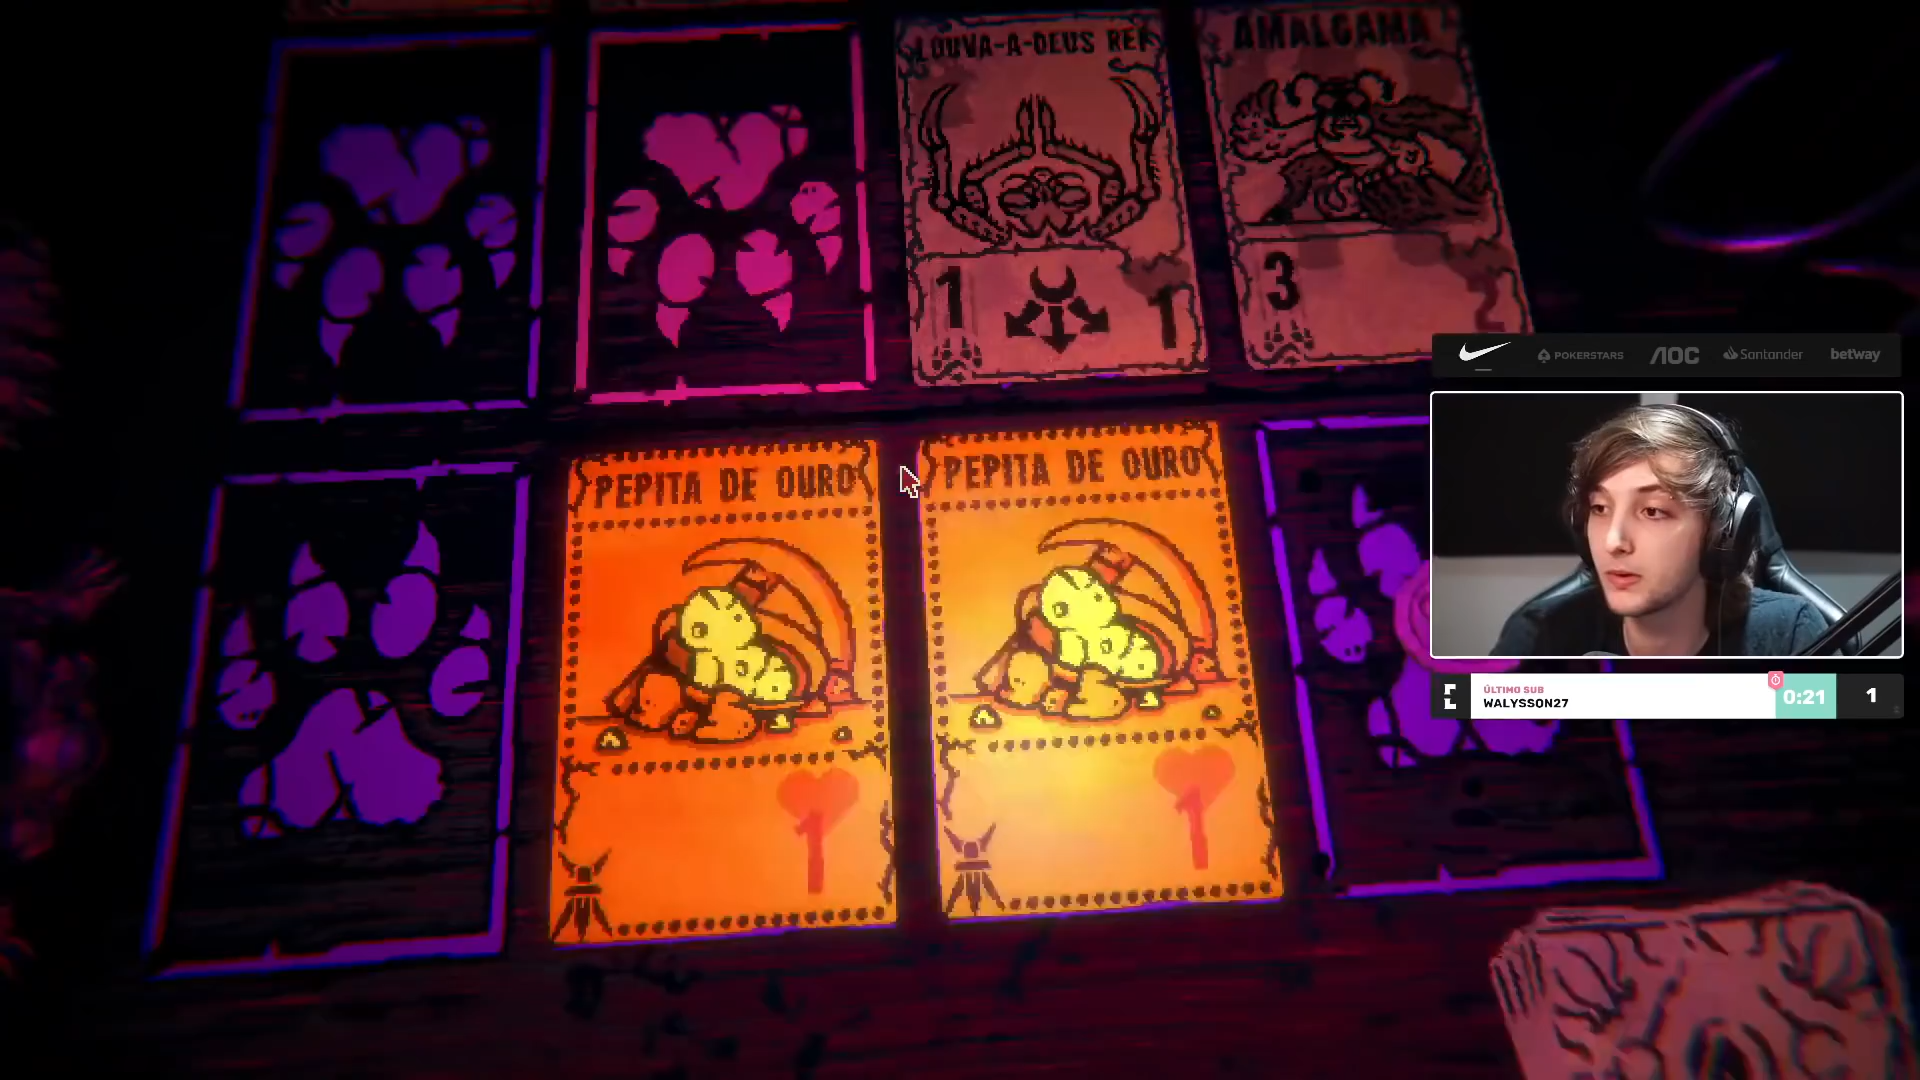 LOUVA-A-DEUS REI
AMALGAMA
1
1
3
2
POKERSTARS
AOC
Santander
betway
PEPITA DE OURO
PEPITA DE OURO
1
1
ÚLTIMO SUB
WALYSSON27
0:21
1